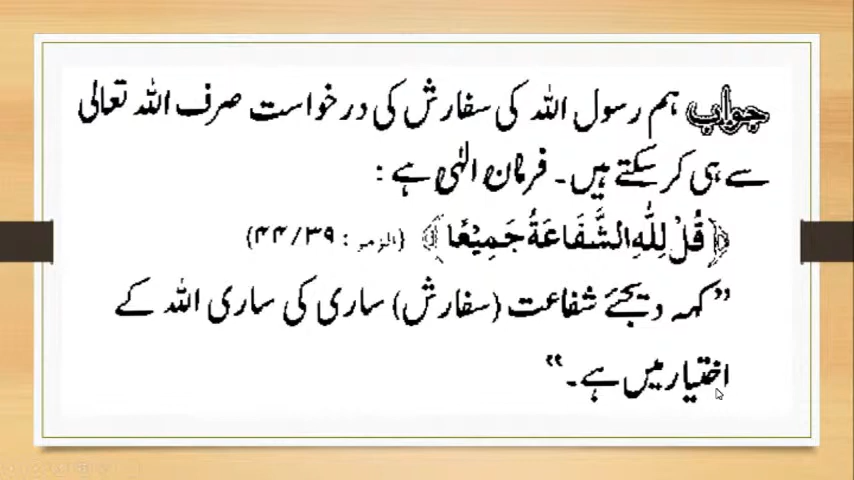 جواب ہم رسول اللہ کی سفارش کی درخواست صرف اللہ تعالی
سے ہی کر سکتے ہیں۔ فرمان الٰہی ہے :
﴿قُلْ لِلّٰهِ الشَّفَاعَةُ جَمِيْعًا﴾ (الزمر : ۴۴/۳۹)
”کہہ دیجئے شفاعت (سفارش) ساری کی ساری اللہ کے
اختیار میں ہے۔“